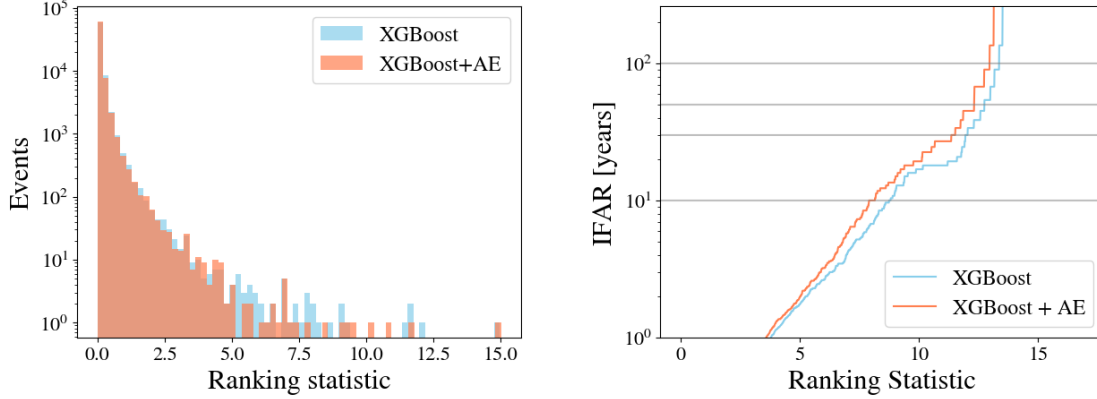 10^5
10^4
10^3
10^2
10^1
10^0
Events
XGBoost
XGBoost+AE
0.0 2.5 5.0 7.5 10.0 12.5 15.0
Ranking statistic
10^2
10^1
10^0
IFAR [years]
XGBoost
XGBoost + AE
0 5 10 15
Ranking Statistic